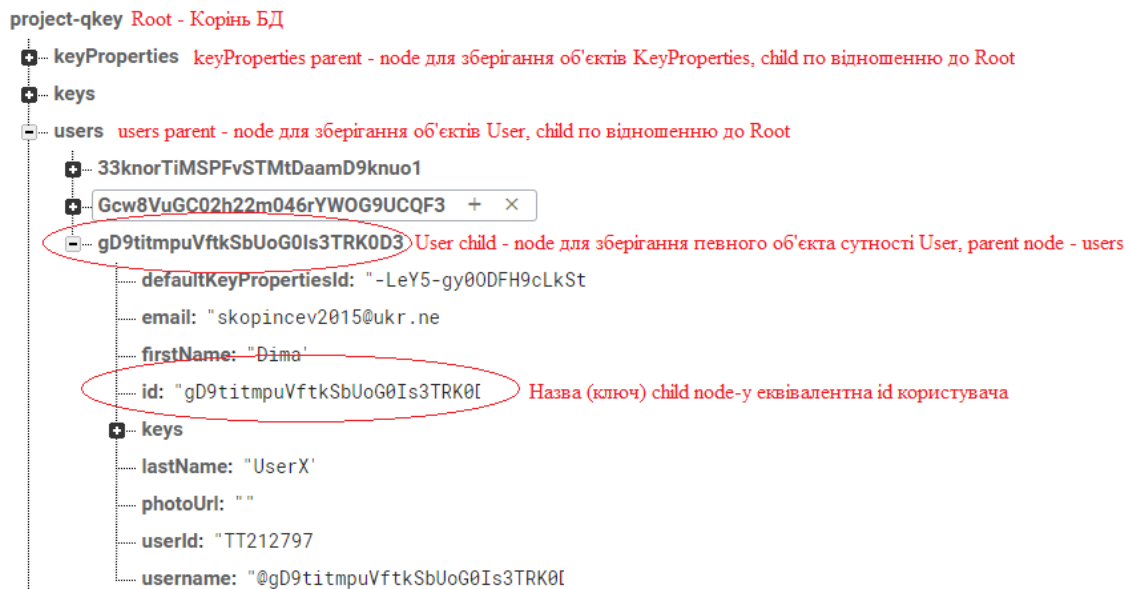 project-qkey Root - Корінь БД
keyProperties keyProperties parent - node для зберігання об'єктів KeyProperties, child по відношенню до Root
keys
users users parent - node для зберігання об'єктів User, child по відношенню до Root
33knorTiMSPFvSTMtDaamD9knuo1
Gcw8VuGC02h22m046rYWOG9UCQF3 + ×
gD9titmpuVftkSbUoG0Is3TRK0D3 User child - node для зберігання певного об'єкта сутності User, parent node - users
defaultKeyPropertiesId: "-LeY5-gy0ODFH9cLkSt
email: "skopincev2015@ukr.ne
firstName: "Dima'
id: "gD9titmpuVftkSbUoG0Is3TRK0D Назва (ключ) child node-у еквівалентна id користувача
keys
lastName: "UserX'
photoUrl: ""
userId: "TT212797
username: "@gD9titmpuVftkSbUoG0Is3TRK0D